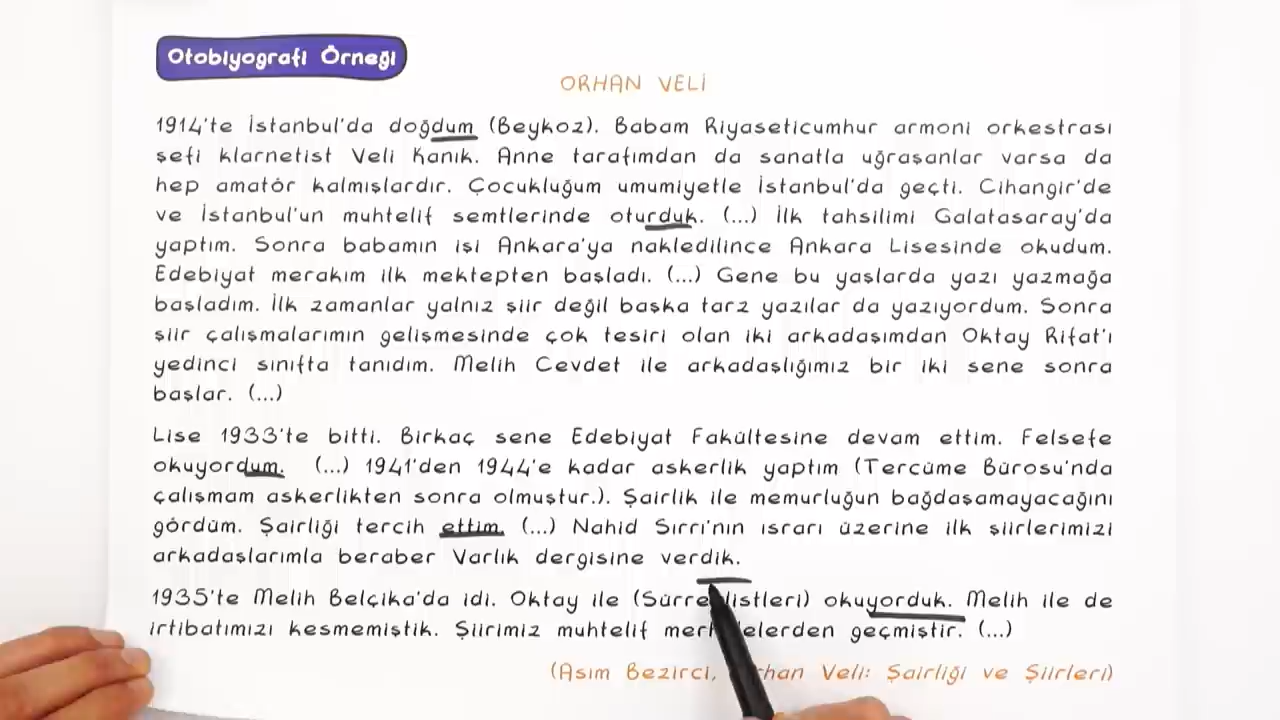 Otobiyografi Örneği
ORHAN VELİ
1914'te İstanbul'da doğdum (Beykoz). Babam Riyaseticumhur armoni orkestrası
şefi klarnetist Veli Kanık. Anne tarafımdan da sanatla uğraşanlar varsa da
hep amatör kalmışlardır. Çocukluğum umumiyetle İstanbul'da geçti. Cihangir'de
ve İstanbul'un muhtelif semtlerinde oturduk. (...) İlk tahsilimi Galatasaray'da
yaptım. Sonra babamın işi Ankara'ya nakledilince Ankara Lisesinde okudum.
Edebiyat merakım ilk mektepten başladı. (...) Gene bu yaşlarda yazı yazmağa
başladım. İlk zamanlar yalnız şiir değil başka tarz yazılar da yazıyordum. Sonra
şiir çalışmalarımın gelişmesinde çok tesiri olan iki arkadaşımdan Oktay Rifat'ı
yedinci sınıfta tanıdım. Melih Cevdet ile arkadaşlığımız bir iki sene sonra
başlar. (...)
Lise 1933'te bitti. Birkaç sene Edebiyat Fakültesine devam ettim. Felsefe
okuyordum. (...) 1941'den 1944'e kadar askerlik yaptım (Tercüme Bürosu'nda
çalışmam askerlikten sonra olmuştur.). Şairlik ile memurluğun bağdaşamayacağını
gördüm. Şairliği tercih ettim (...) Nahid Sırrı'nın ısrarı üzerine ilk şiirlerimizi
arkadaşlarımla beraber Varlık dergisine verdik.
1935'te Melih Belçika'da idi. Oktay ile okuyorduk. Melih ile de
irtibatımızı kesmemiştik. Şiirimiz muhtelif geçmiştir. (...)
(Asım Bezirci, Veli: Şairliği ve Şiirleri)